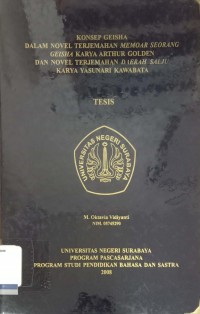 KONSEP GEISHA
DALAM NOVEL TERJEMAHAN MEMOAR SEORANG
GEISHA KARYA ARTHUR GOLDEN
DAN NOVEL TERJEMAHAN DAERAH SALJU
KARYA YASUNARI KAWABATA
TESIS
UNIVERSITAS NEGERI SURABAYA
M. Oktavia Vidiyanti
UNIVERSITAS NEGERI SURABAYA
PROGRAM PASCASARJANA
PROGRAM STUDI PENDIDIKAN BAHASA DAN SASTRA
2008